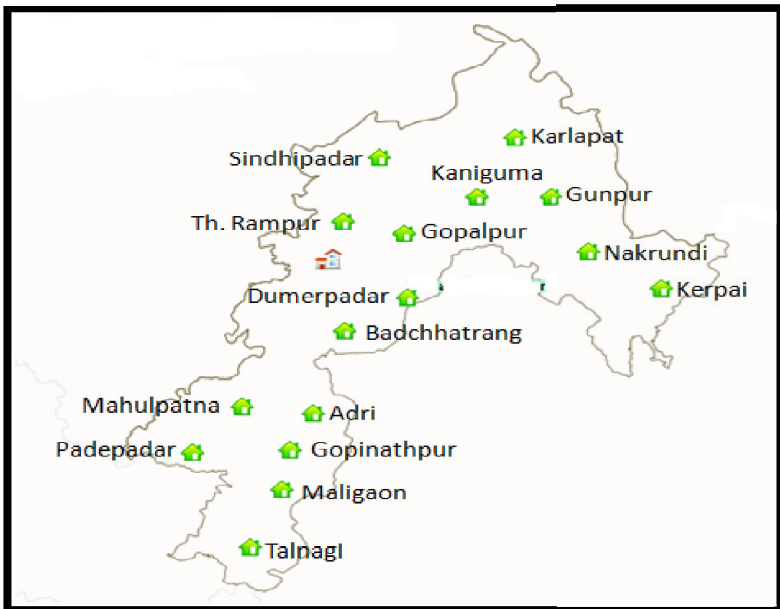 Karlapat
Sindhipadar
Kaniguma
Gunpur
Th. Rampur
Gopalpur
Nakrundi
Dumerpadar
Kerpai
Badchhatrang
Mahulpatna
Adri
Padepadar
Gopinathpur
Maligaon
TalnagI